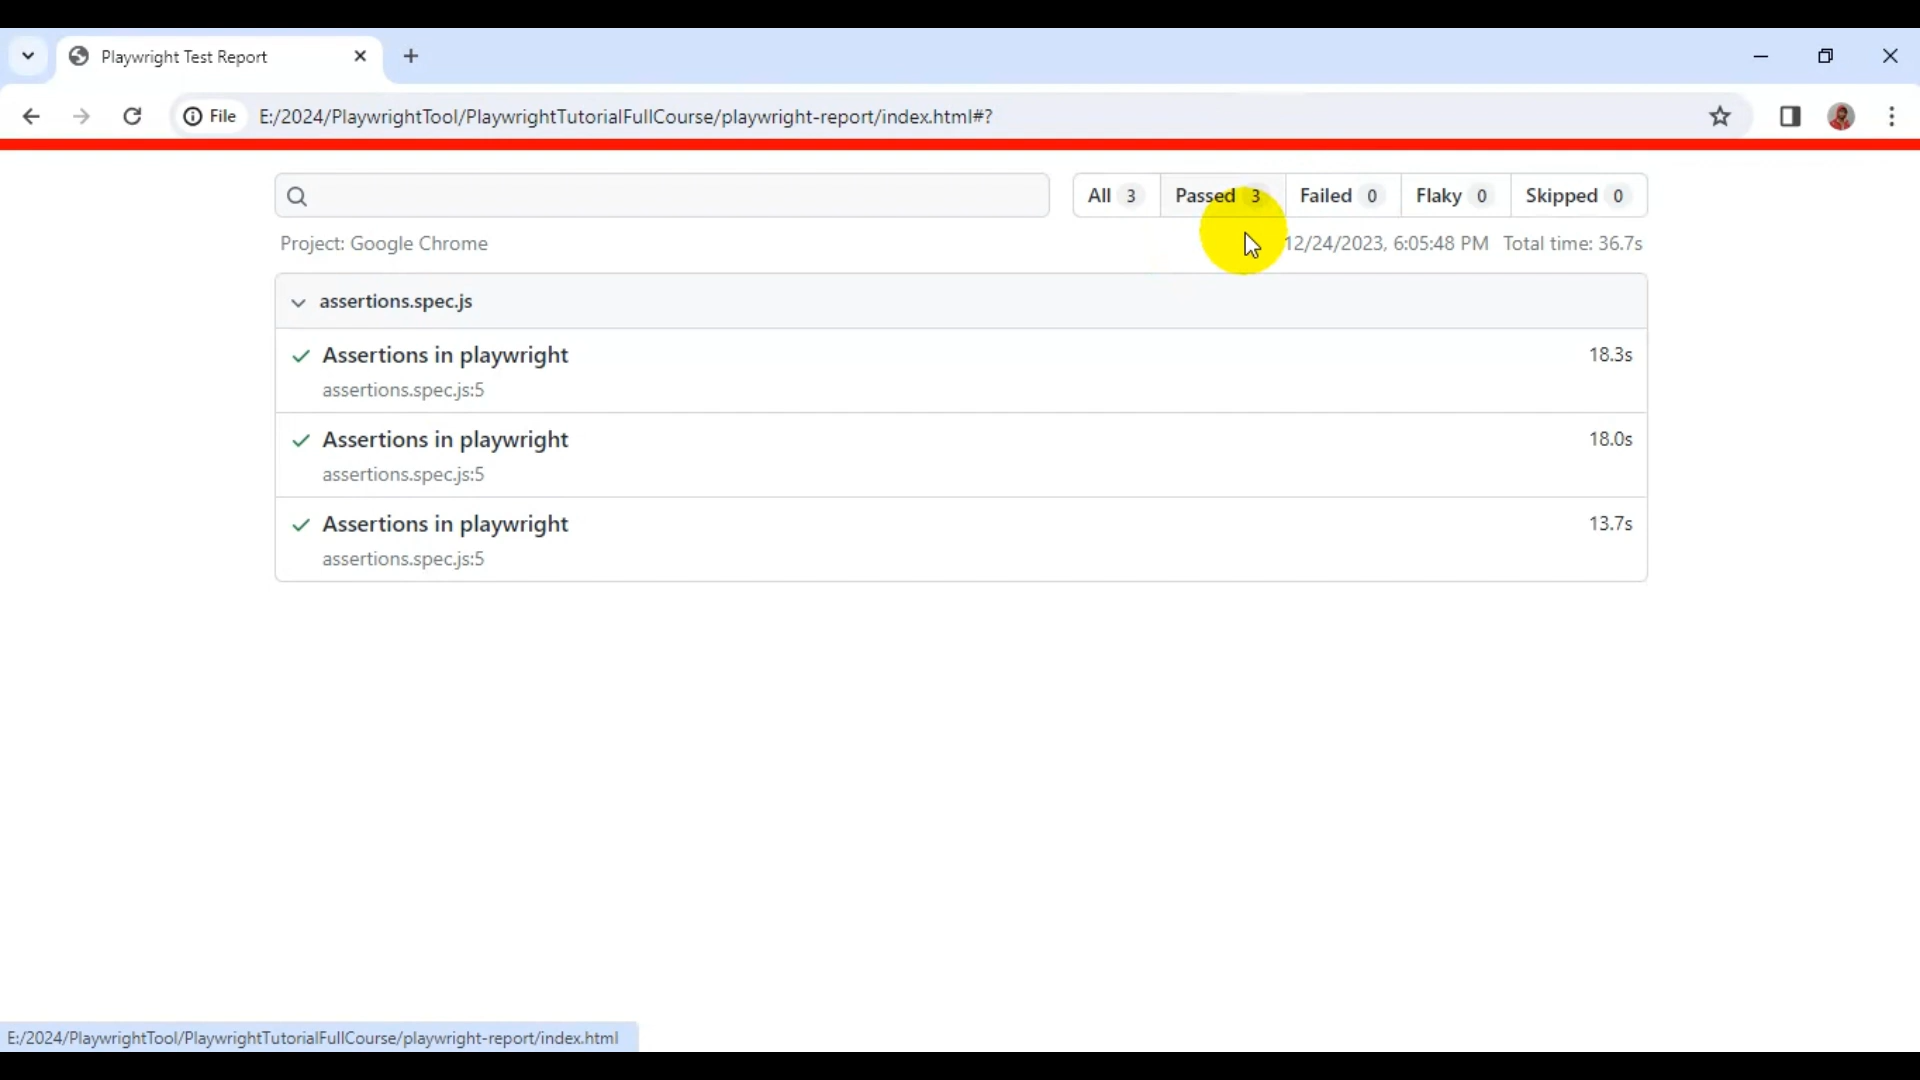 Playwright Test Report
File E:/2024/PlaywrightTool/PlaywrightTutorialFullCourse/playwright-report/index.html#?
All 3 Passed 3 Failed 0 Flaky 0 Skipped 0
Project: Google Chrome 12/24/2023, 6:05:48 PM Total time: 36.7s
assertions.spec.js
Assertions in playwright 18.3s
assertions.spec.js:5
Assertions in playwright 18.0s
assertions.spec.js:5
Assertions in playwright 13.7s
assertions.spec.js:5
E:/2024/PlaywrightTool/PlaywrightTutorialFullCourse/playwright-report/index.html